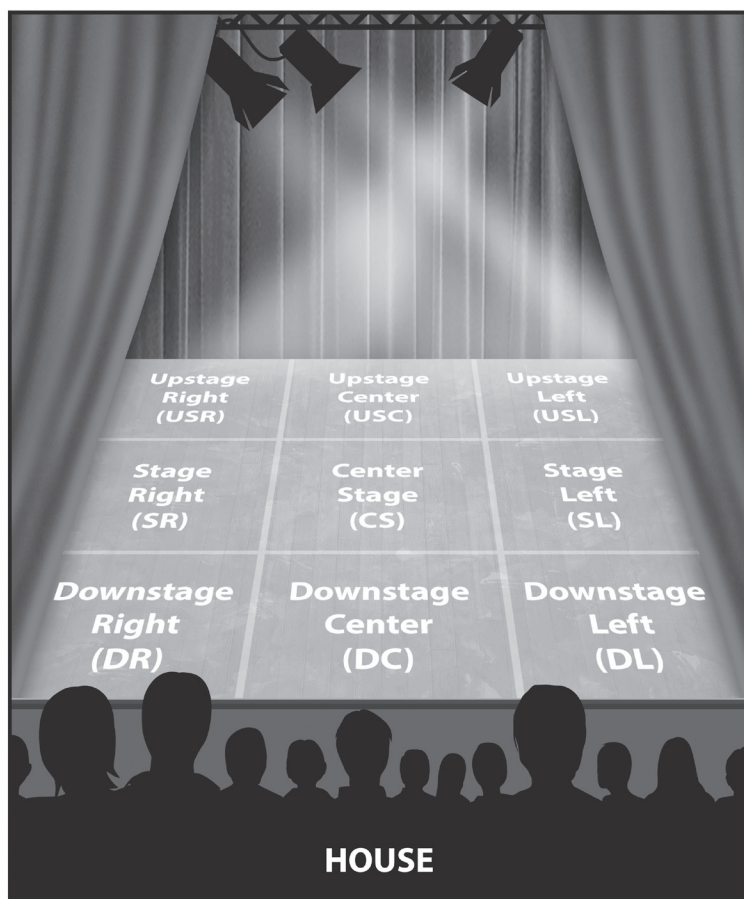 Upstage
Right
(USR)
Upstage
Center
(USC)
Upstage
Left
(USL)
Stage
Right
(SR)
Center
Stage
(CS)
Stage
Left
(SL)
Downstage
Right
(DR)
Downstage
Center
(DC)
Downstage
Left
(DL)
HOUSE